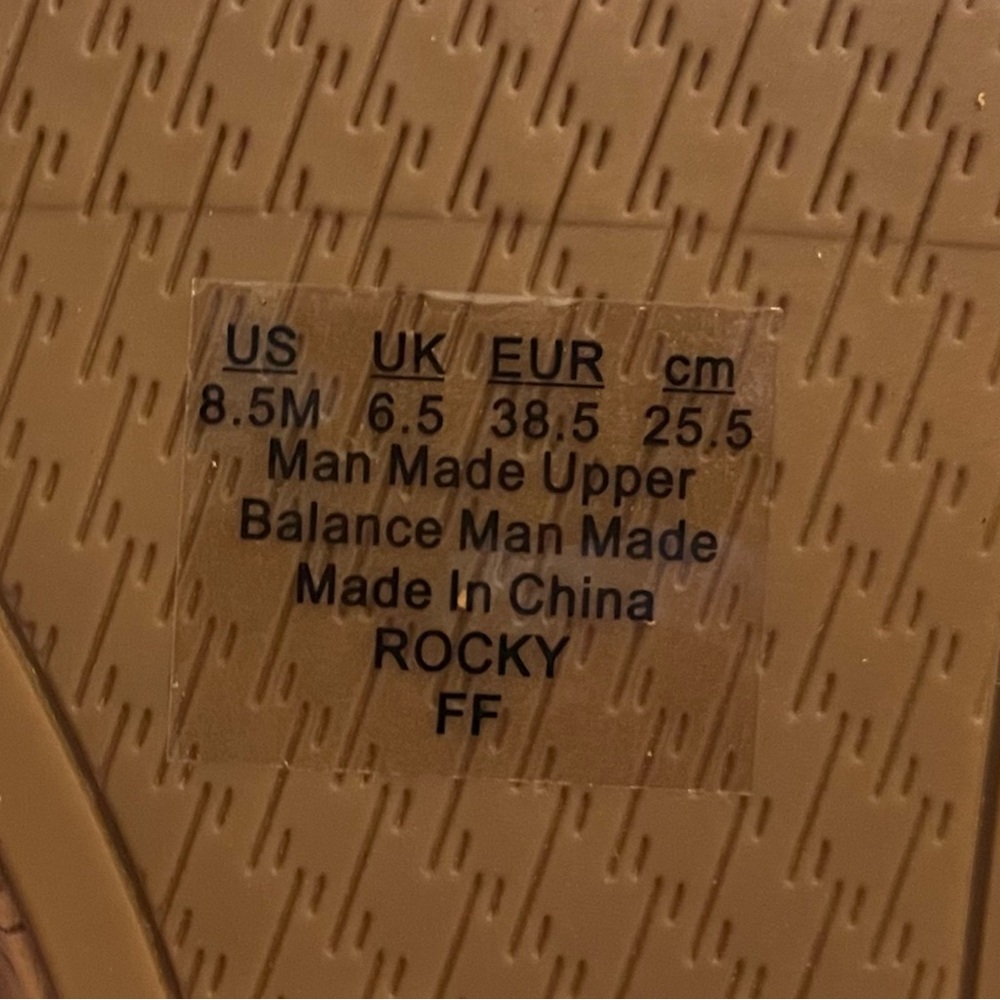 US UK EUR cm
8.5M 6.5 38.5 25.5
Man Made Upper
Balance Man Made
Made In China
ROCKY
FF